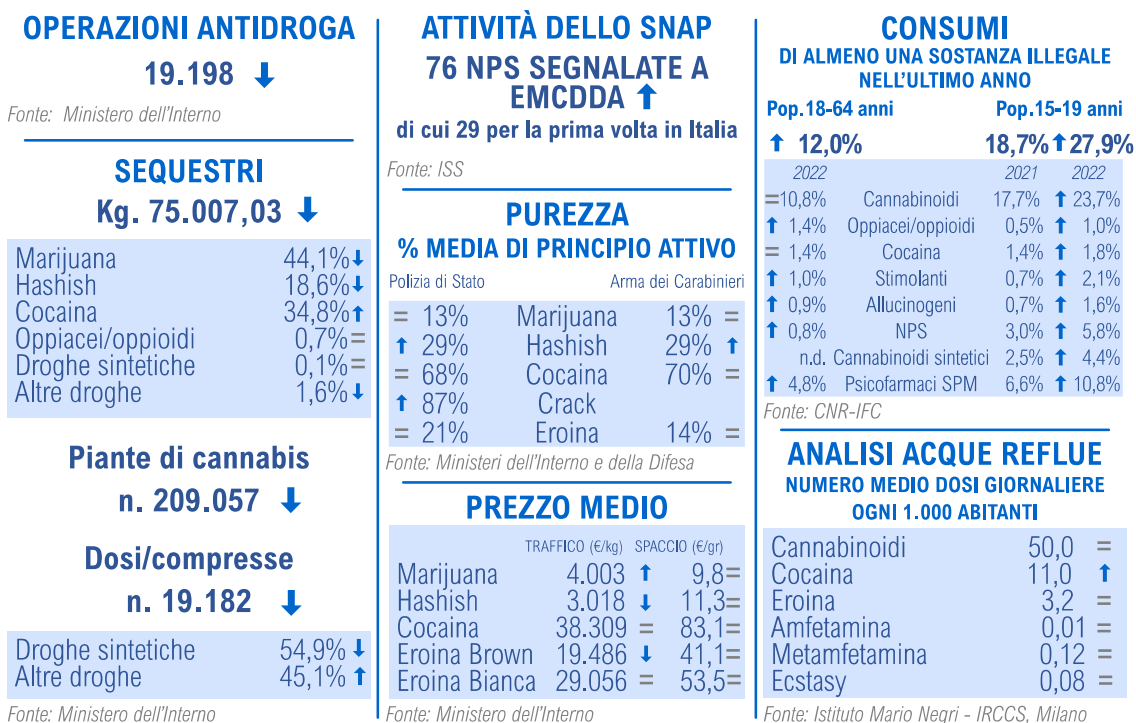 OPERAZIONI ANTIDROGA
19.198 ⬇
Fonte: Ministero dell'Interno
SEQUESTRI
Kg. 75.007,03 ⬇
Marijuana 44,1% ⬇
Hashish 18,6% ⬇
Cocaina 34,8% ⬆
Oppiacei/oppioidi 0,7% =
Droghe sintetiche 0,1% =
Altre droghe 1,6% ⬇
Piante di cannabis
n. 209.057 ⬇
Dosi/compresse
n. 19.182 ⬇
Droghe sintetiche 54,9% ⬇
Altre droghe 45,1% ⬆
Fonte: Ministero dell'Interno
ATTIVITÀ DELLO SNAP
76 NPS SEGNALATE A
EMCDDA ⬆
di cui 29 per la prima volta in Italia
Fonte: ISS
PUREZZA
% MEDIA DI PRINCIPIO ATTIVO
Polizia di Stato Arma dei Carabinieri
= 13% Marijuana 13% =
⬆ 29% Hashish 29% ⬆
= 68% Cocaina 70% =
⬆ 87% Crack
= 21% Eroina 14% =
Fonte: Ministeri dell'Interno e della Difesa
PREZZO MEDIO
TRAFFICO (€/kg) SPACCIO (€/gr)
Marijuana 4.003 ⬆ 9,8=
Hashish 3.018 ⬇ 11,3=
Cocaina 38.309 = 83,1=
Eroina Brown 19.486 ⬇ 41,1=
Eroina Bianca 29.056 = 53,5=
Fonte: Ministero dell'Interno
CONSUMI
DI ALMENO UNA SOSTANZA ILLEGALE
NELL'ULTIMO ANNO
Pop.18-64 anni Pop.15-19 anni
⬆ 12,0% 18,7% ⬆ 27,9%
2022 2021 2022
=10,8% Cannabinoidi 17,7% ⬆ 23,7%
⬆ 1,4% Oppiacei/oppioidi 0,5% ⬆ 1,0%
= 1,4% Cocaina 1,4% ⬆ 1,8%
⬆ 1,0% Stimolanti 0,7% ⬆ 2,1%
⬆ 0,9% Allucinogeni 0,7% ⬆ 1,6%
⬆ 0,8% NPS 3,0% ⬆ 5,8%
n.d. Cannabinoidi sintetici 2,5% ⬆ 4,4%
⬆ 4,8% Psicofarmaci SPM 6,6% ⬆ 10,8%
Fonte: CNR-IFC
ANALISI ACQUE REFLUE
NUMERO MEDIO DOSI GIORNALIERE
OGNI 1.000 ABITANTI
Cannabinoidi 50,0 =
Cocaina 11,0 ⬆
Eroina 3,2 =
Amfetamina 0,01 =
Metamfetamina 0,12 =
Ecstasy 0,08 =
Fonte: Istituto Mario Negri - IRCCS, Milano